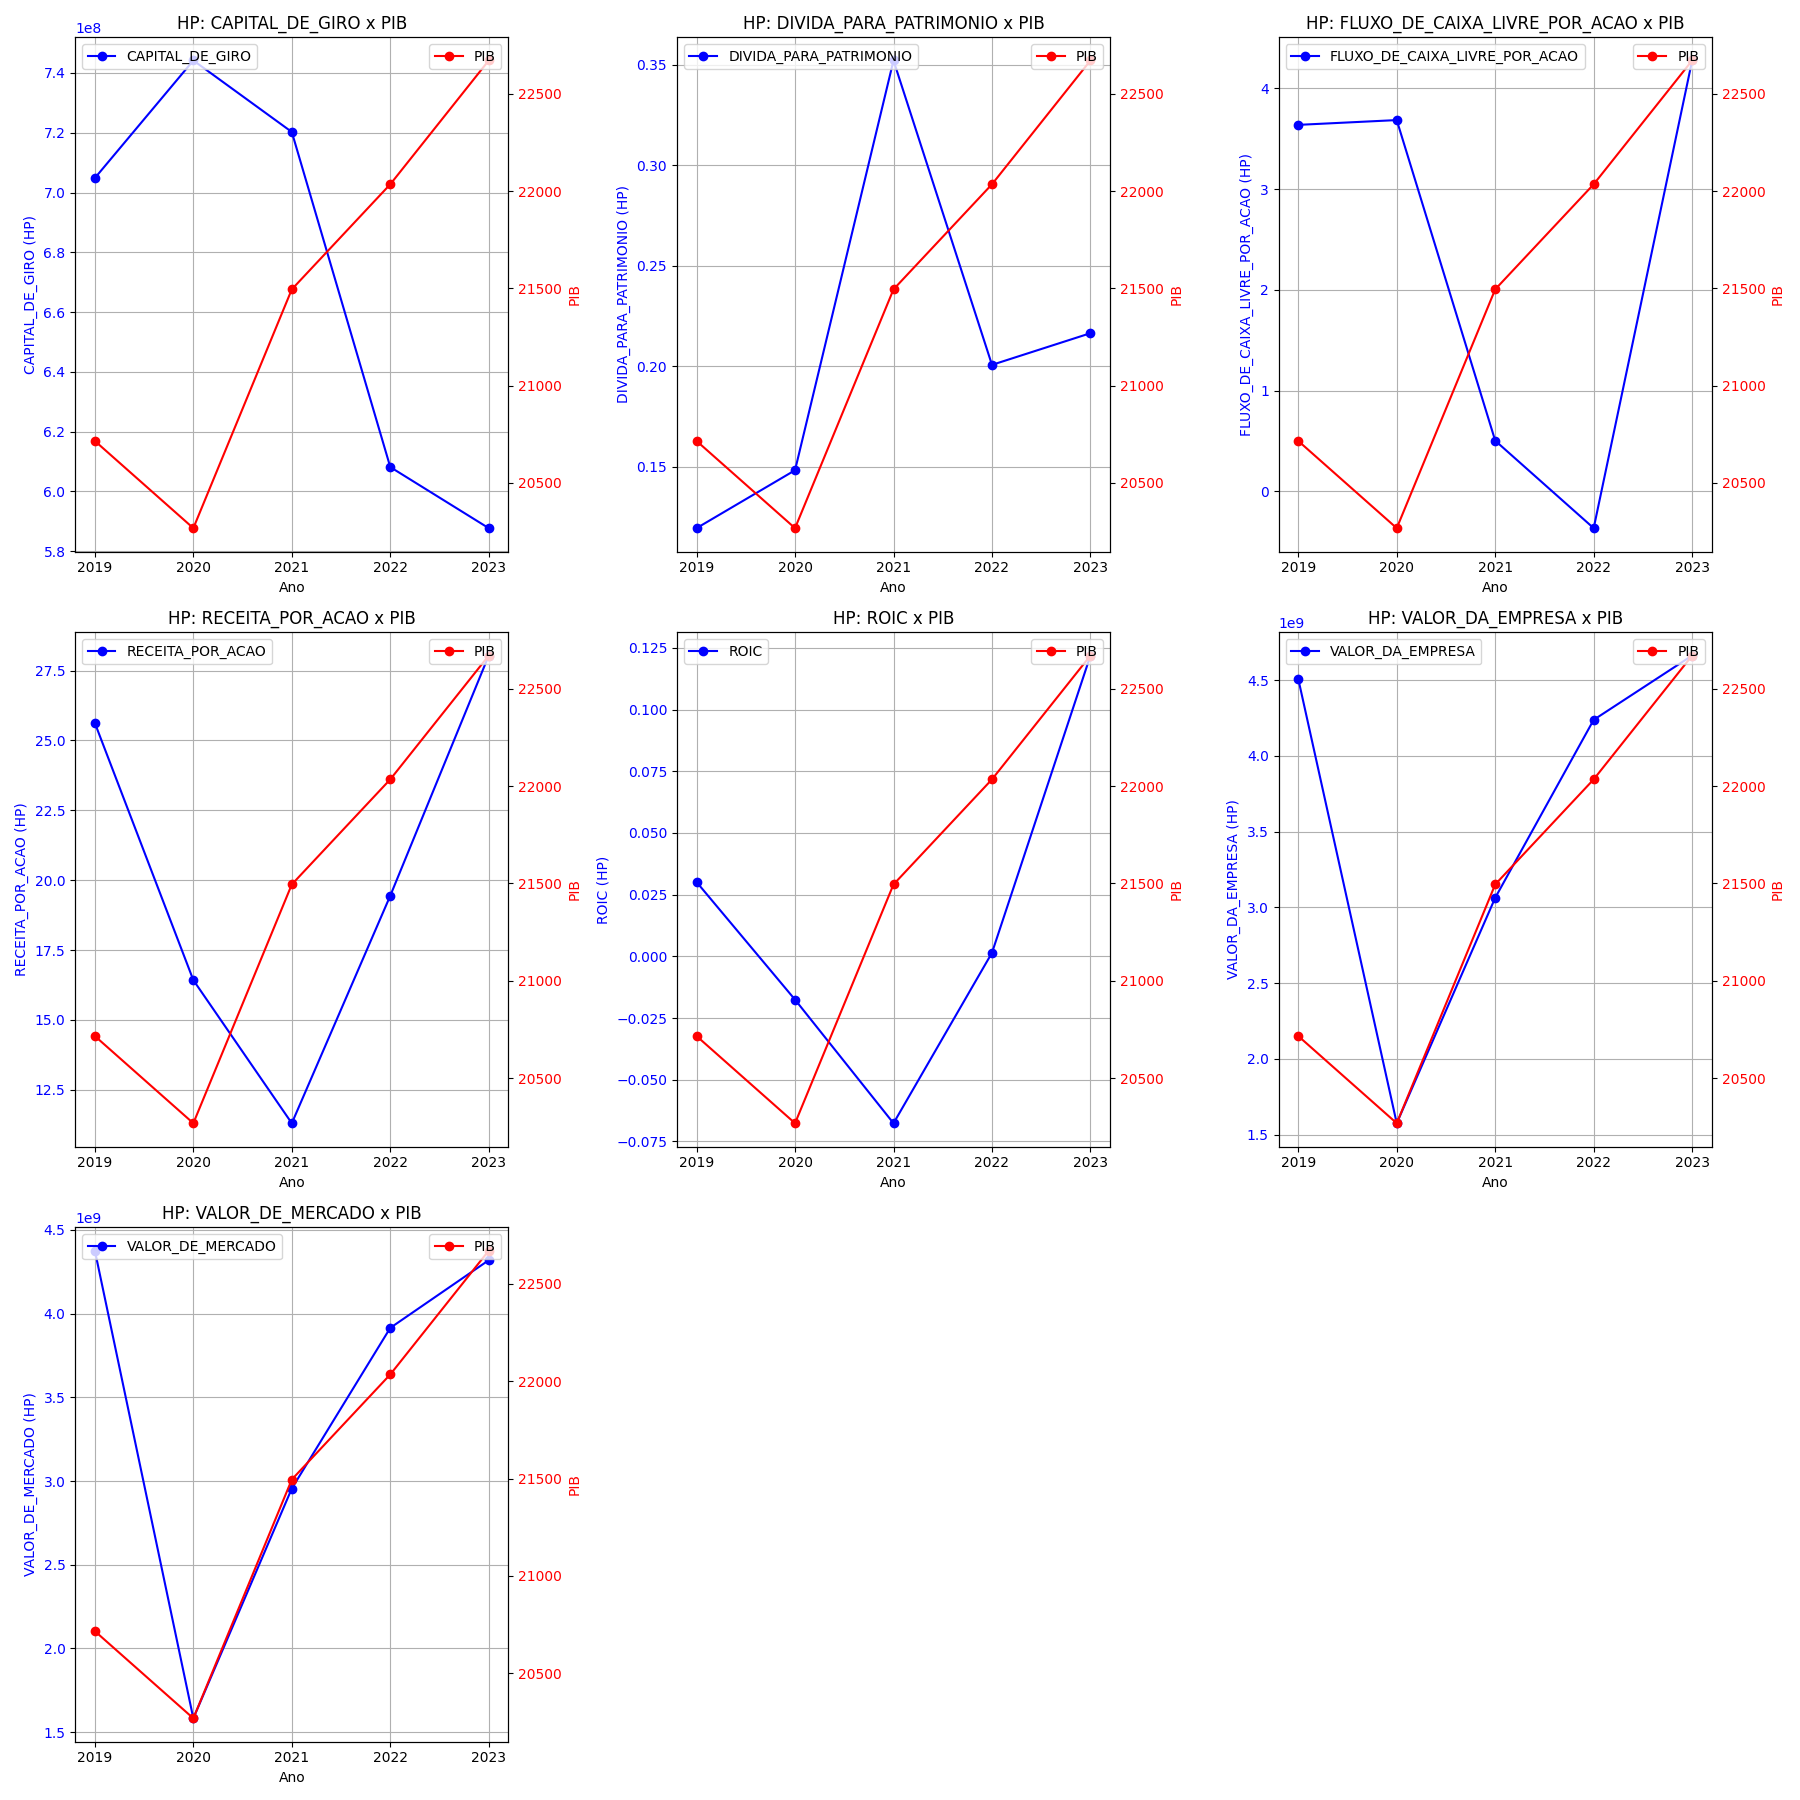 HP: CAPITAL_DE_GIRO x PIB
1e8
CAPITAL_DE_GIRO
PIB
7.4
7.2
7.0
6.8
6.6
6.4
6.2
6.0
5.8
CAPITAL_DE_GIRO (HP)
22500
22000
21500
21000
20500
PIB
2019 2020 2021 2022 2023
Ano
HP: DIVIDA_PARA_PATRIMONIO x PIB
DIVIDA_PARA_PATRIMONIO
PIB
0.35
0.30
0.25
0.20
0.15
DIVIDA_PARA_PATRIMONIO (HP)
22500
22000
21500
21000
20500
PIB
2019 2020 2021 2022 2023
Ano
HP: FLUXO_DE_CAIXA_LIVRE_POR_ACAO x PIB
FLUXO_DE_CAIXA_LIVRE_POR_ACAO
PIB
4
3
2
1
0
FLUXO_DE_CAIXA_LIVRE_POR_ACAO (HP)
22500
22000
21500
21000
20500
PIB
2019 2020 2021 2022 2023
Ano
HP: RECEITA_POR_ACAO x PIB
RECEITA_POR_ACAO
PIB
27.5
25.0
22.5
20.0
17.5
15.0
12.5
RECEITA_POR_ACAO (HP)
22500
22000
21500
21000
20500
PIB
2019 2020 2021 2022 2023
Ano
HP: ROIC x PIB
ROIC
PIB
0.125
0.100
0.075
0.050
0.025
0.000
−0.025
−0.050
−0.075
ROIC (HP)
22500
22000
21500
21000
20500
PIB
2019 2020 2021 2022 2023
Ano
HP: VALOR_DA_EMPRESA x PIB
1e9
VALOR_DA_EMPRESA
PIB
4.5
4.0
3.5
3.0
2.5
2.0
1.5
VALOR_DA_EMPRESA (HP)
22500
22000
21500
21000
20500
PIB
2019 2020 2021 2022 2023
Ano
HP: VALOR_DE_MERCADO x PIB
1e9
VALOR_DE_MERCADO
PIB
4.5
4.0
3.5
3.0
2.5
2.0
1.5
VALOR_DE_MERCADO (HP)
22500
22000
21500
21000
20500
PIB
2019 2020 2021 2022 2023
Ano